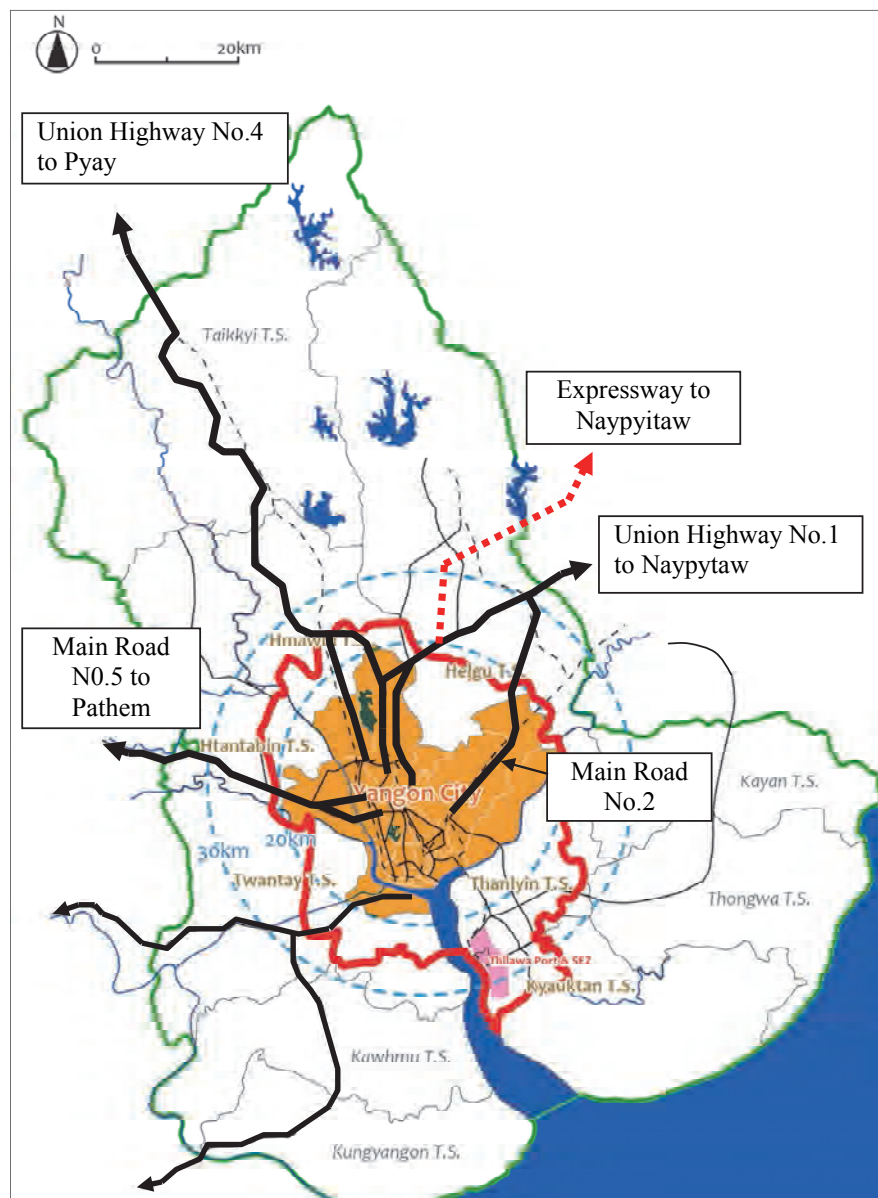 N
0 20km
Union Highway No.4
to Pyay
Taikkyi T.S.
Expressway to
Naypyitaw
Union Highway No.1
to Naypytaw
Hmawbi T.S.
Helgu T.S.
Main Road
N0.5 to
Pathem
Htantabin T.S.
Main Road
No.2
Kayan T.S.
Yangon City
30km
20km
Twantay T.S.
Thanlyin T.S.
Thongwa T.S.
Thilawa Port & SEZ
Kyauktan T.S.
Kawhmu T.S.
Kungyangon T.S.